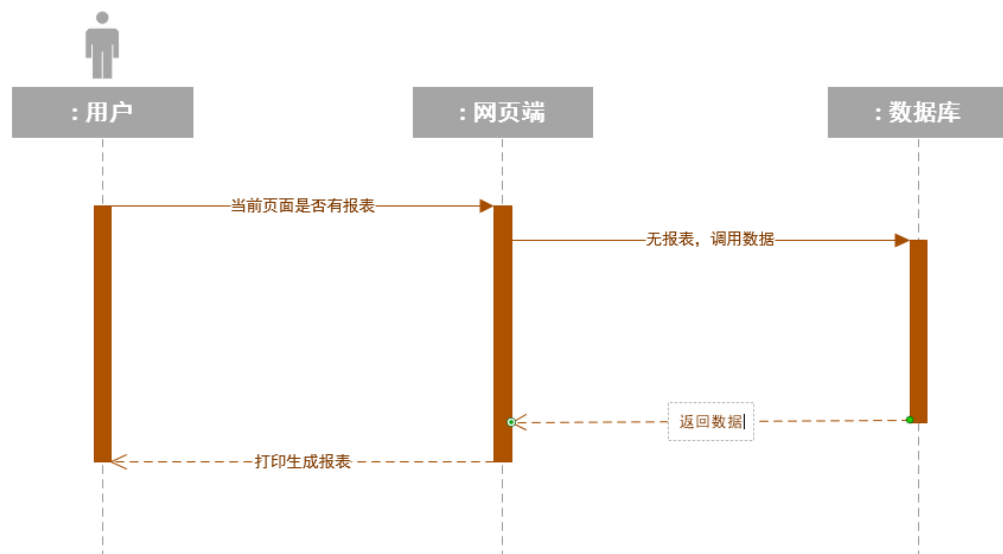 : 用户
: 网页端
: 数据库
当前页面是否有报表
无报表，调用数据
返回数据
打印生成报表